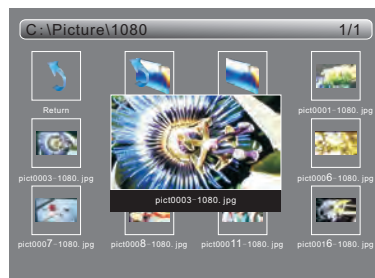 C:\Picture\1080 1/1
Return
pict0001-1080. jpg
pict0003-1080. jpg
pict0006-1080. jpg
pict0003-1080. jpg
pict0007-1080. jpg
pict0008-1080. jpg
pict00011-1080. jpg
pict0016-1080. jpg